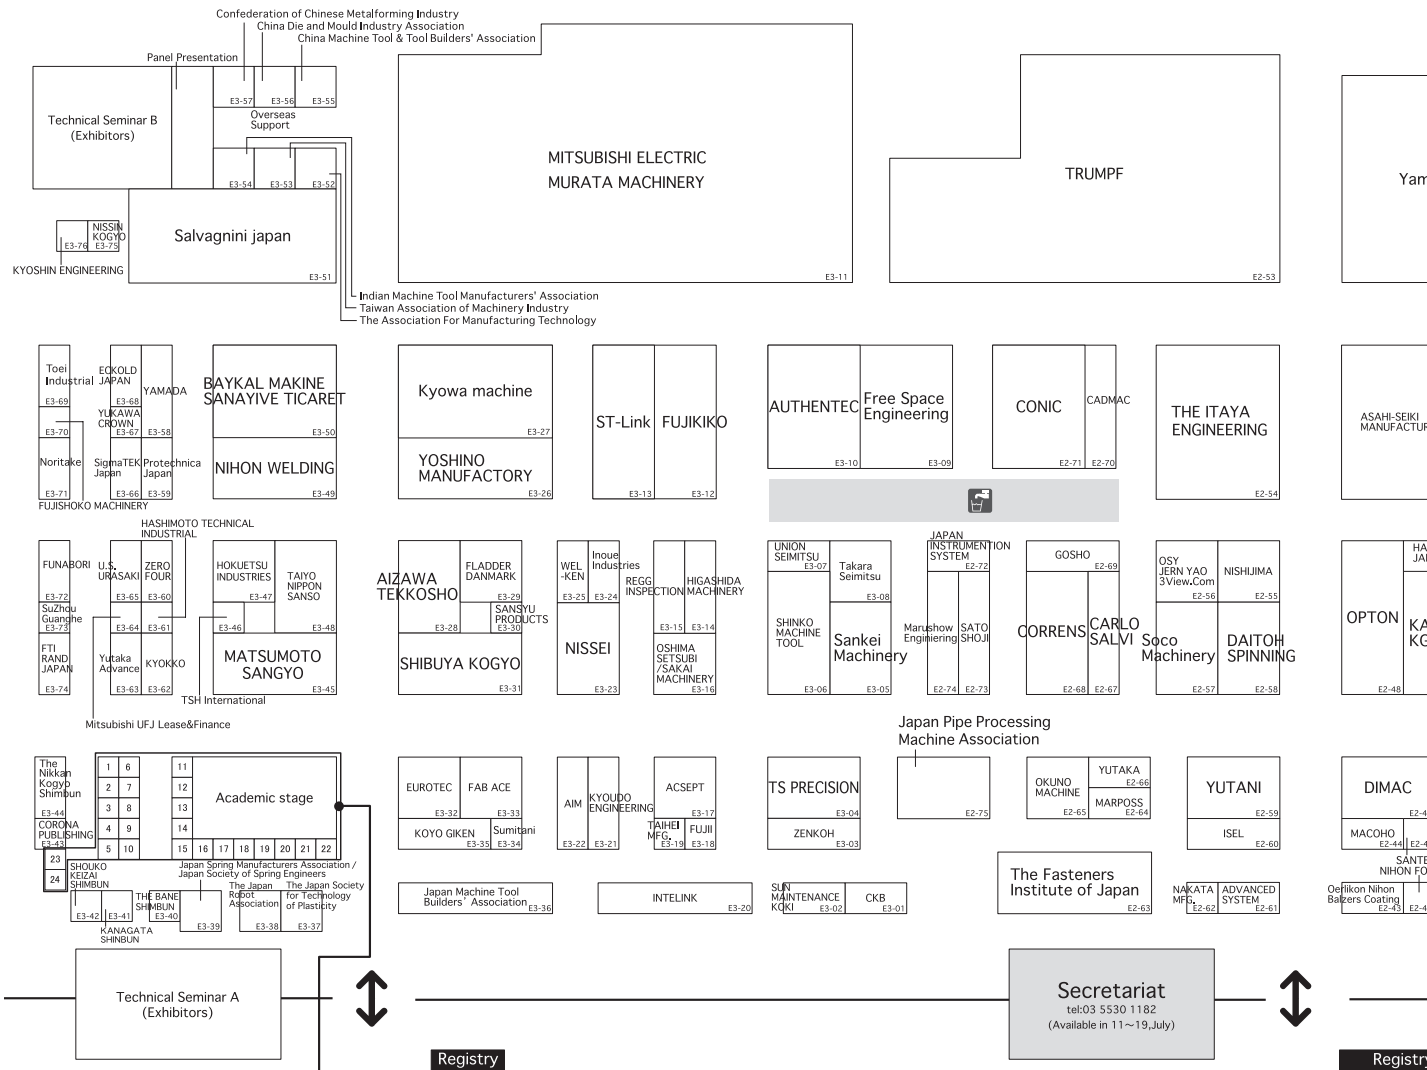 Confederation of Chinese Metalforming Industry
China Die and Mould Industry Association
China Machine Tool & Tool Builders' Association
Panel Presentation
Technical Seminar B
(Exhibitors)
E3-57
E3-56
E3-55
Overseas
Support
E3-54
E3-53
E3-52
MITSUBISHI ELECTRIC
MURATA MACHINERY
E3-11
TRUMPF
E2-53
Yam
NISSIN
KOGYO
E3-76
E3-75
KYOSHIN ENGINEERING
Salvagnini japan
E3-51
Indian Machine Tool Manufacturers' Association
Taiwan Association of Machinery Industry
The Association For Manufacturing Technology
Toei
Industrial
E3-69
E3-70
Noritake
E3-71
FUJISHOKO MACHINERY
ECKOLD
JAPAN
E3-68
YUKAWA
CROWN
E3-67
YAMADA
E3-58
SigmaTEK
Japan
E3-66
Protechnica
Japan
E3-59
BAYKAL MAKINE
SANAYIVE TICARET
E3-50
NIHON WELDING
E3-49
Kyowa machine
E3-27
YOSHINO
MANUFACTORY
E3-26
ST-Link
E3-13
FUJIKIKO
E3-12
AUTHENTEC
E3-10
Free Space
Engineering
E3-09
CONIC
E2-71
CADMAC
E2-70
THE ITAYA
ENGINEERING
E2-54
ASAHI-SEIKI
MANUFACTUR
HASHIMOTO TECHNICAL
INDUSTRIAL
FUNABORI
E3-72
SuZhou
Guanghe
E3-73
FTI
RAND
JAPAN
E3-74
U.S.
URASAKI
E3-65
ZERO
FOUR
E3-60
E3-64
E3-61
Yutaka
Advance
E3-63
KYOKKO
E3-62
HOKUETSU
INDUSTRIES
E3-47
TAIYO
NIPPON
SANSO
E3-46
E3-48
MATSUMOTO
SANGYO
E3-45
TSH International
Mitsubishi UFJ Lease&Finance
AIZAWA
TEKKOSHO
E3-28
FLADDER
DANMARK
E3-29
SANSYU
PRODUCTS
E3-30
SHIBUYA KOGYO
E3-31
WEL
-KEN
E3-25
Inoue
Industries
E3-24
NISSEI
E3-23
REGG
INSPECTION
E3-15
HIGASHIDA
MACHINERY
E3-14
OSHIMA
SETSUBI
/SAKAI
MACHINERY
E3-16
UNION
SEIMITSU
E3-07
Takara
Seimitsu
E3-08
SHINKO
MACHINE
TOOL
E3-06
Sankei
Machinery
E3-05
JAPAN
INSTRUMENTION
SYSTEM
E2-72
Marushow
Enginiering
E2-74
SATO
SHOJI
E2-73
GOSHO
E2-69
CORRENS
E2-68
CARLO
SALVI
E2-67
OSY
JERN YAO
3View.Com
E2-56
NISHIJIMA
E2-55
Soco
Machinery
E2-57
DAITOH
SPINNING
E2-58
OPTON
E2-48
HA
JAP
KA
KG
The
Nikkan
Kogyo
Shimbun
E3-44
CORONA
PUBLISHING
E3-43
1 6
2 7
3 8
4 9
5 10
11
12
13
14
15 16 17 18 19 20 21 22
23
24
Academic stage
Japan Spring Manufacturers Association /
Japan Society of Spring Engineers
SHOUKO
KEIZAI
SHIMBUN
E3-42
E3-41
KANAGATA
SHINBUN
THE BANE
SHIMBUN
E3-40
E3-39
The Japan
Robot
Association
E3-38
The Japan Society
for Technology
of Plasticity
E3-37
EUROTEC
E3-32
FAB ACE
E3-33
KOYO GIKEN
E3-35
Sumitani
E3-34
Japan Machine Tool
Builders' Association
E3-36
AIM
E3-22
KYOUDO
ENGINEERING
E3-21
ACSEPT
E3-17
TAIHEI
MFG.
E3-19
FUJII
E3-18
INTELINK
E3-20
TS PRECISION
E3-04
ZENKOH
E3-03
SUN
MAINTENANCE
KOKI
E3-02
CKB
E3-01
Japan Pipe Processing
Machine Association
E2-75
OKUNO
MACHINE
E2-65
YUTAKA
E2-66
MARPOSS
E2-64
The Fasteners
Institute of Japan
E2-63
YUTANI
E2-59
ISEL
E2-60
NAKATA
MFG.
E2-62
ADVANCED
SYSTEM
E2-61
DIMAC
E2-4
MACOHO
E2-4
E2-4
SANTE
NIHON FO
Oerlikon Nihon
Balzers Coating
E2-43
E2-4
Technical Seminar A
(Exhibitors)
Secretariat
tel:03 5530 1182
(Available in 11～19,July)
Registry
Registry